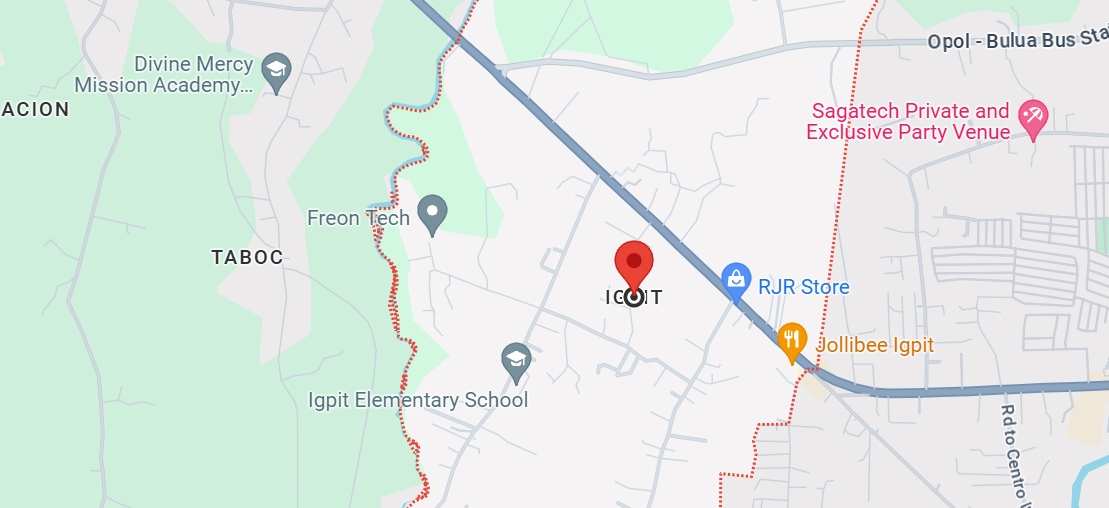 Opol - Bulua Bus Sta
Divine Mercy
Mission Academy...
ACION
Sagatech Private and
Exclusive Party Venue
Freon Tech
TABOC
RJR Store
Jollibee Igpit
Igpit Elementary School
Rd to Centro